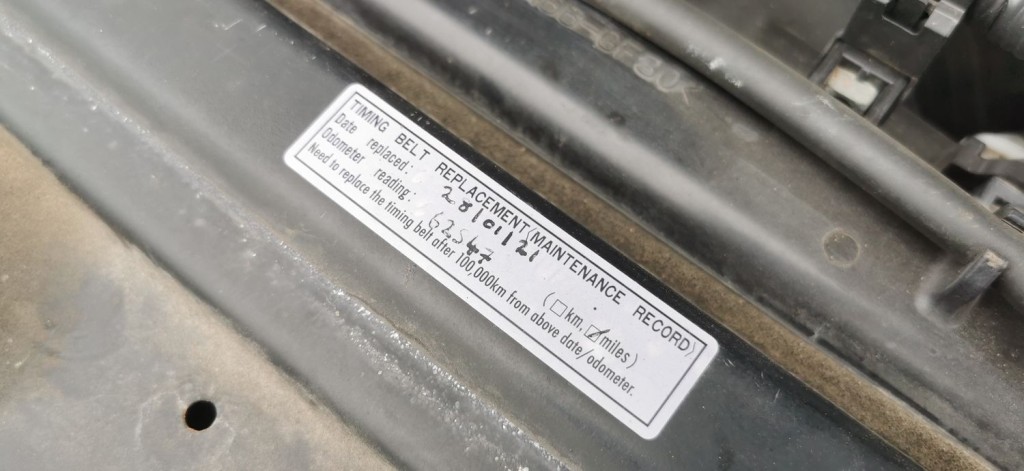 TIMING BELT REPLACEMENT (MAINTENANCE RECORD)
Date replaced: 28/01/21
Odometer reading: 62547 (☐ km, ☑ miles)
Need to replace the timing belt after 100,000km from above date/odometer.